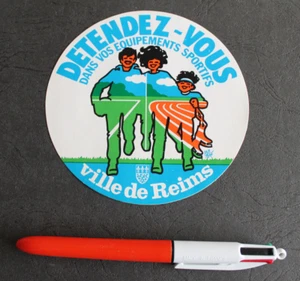 DETENDEZ-VOUS
DANS VOS EQUIPEMENTS SPORTIFS
ville de Reims